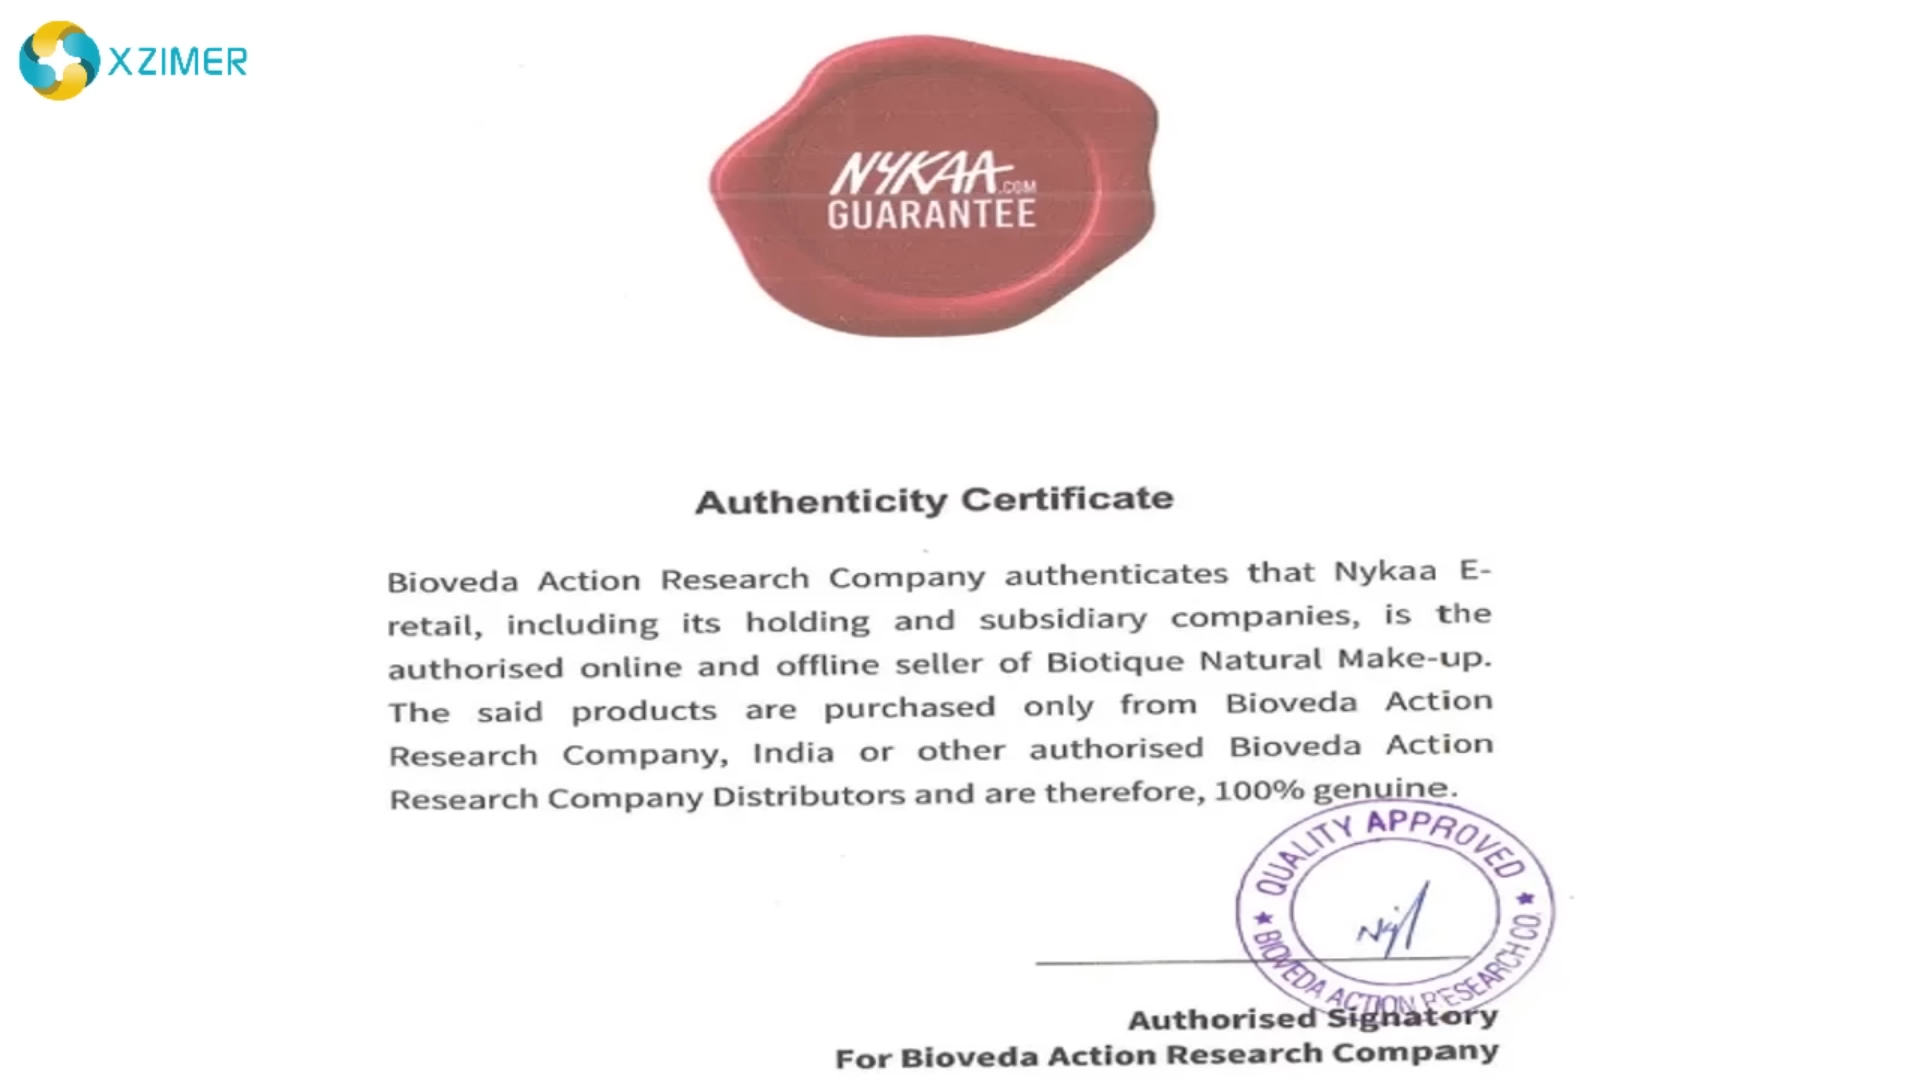 XZIMER
NYKAA.COM
GUARANTEE
Authenticity Certificate
Bioveda Action Research Company authenticates that Nykaa E-
retail, including its holding and subsidiary companies, is the
authorised online and offline seller of Biotique Natural Make-up.
The said products are purchased only from Bioveda Action
Research Company, India or other authorised Bioveda Action
Research Company Distributors and are therefore, 100% genuine.
QUALITY APPROVED
BIOVEDA ACTION RESEARCH CO.
Authorised Signatory
For Bioveda Action Research Company